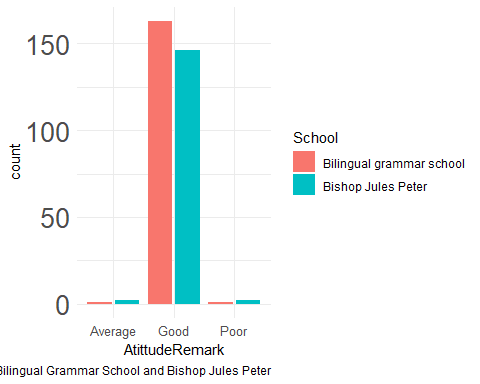 150
100
50
0
count
Average Good Poor
AtittudeRemark
Bilingual Grammar School and Bishop Jules Peter
School
Bilingual grammar school
Bishop Jules Peter